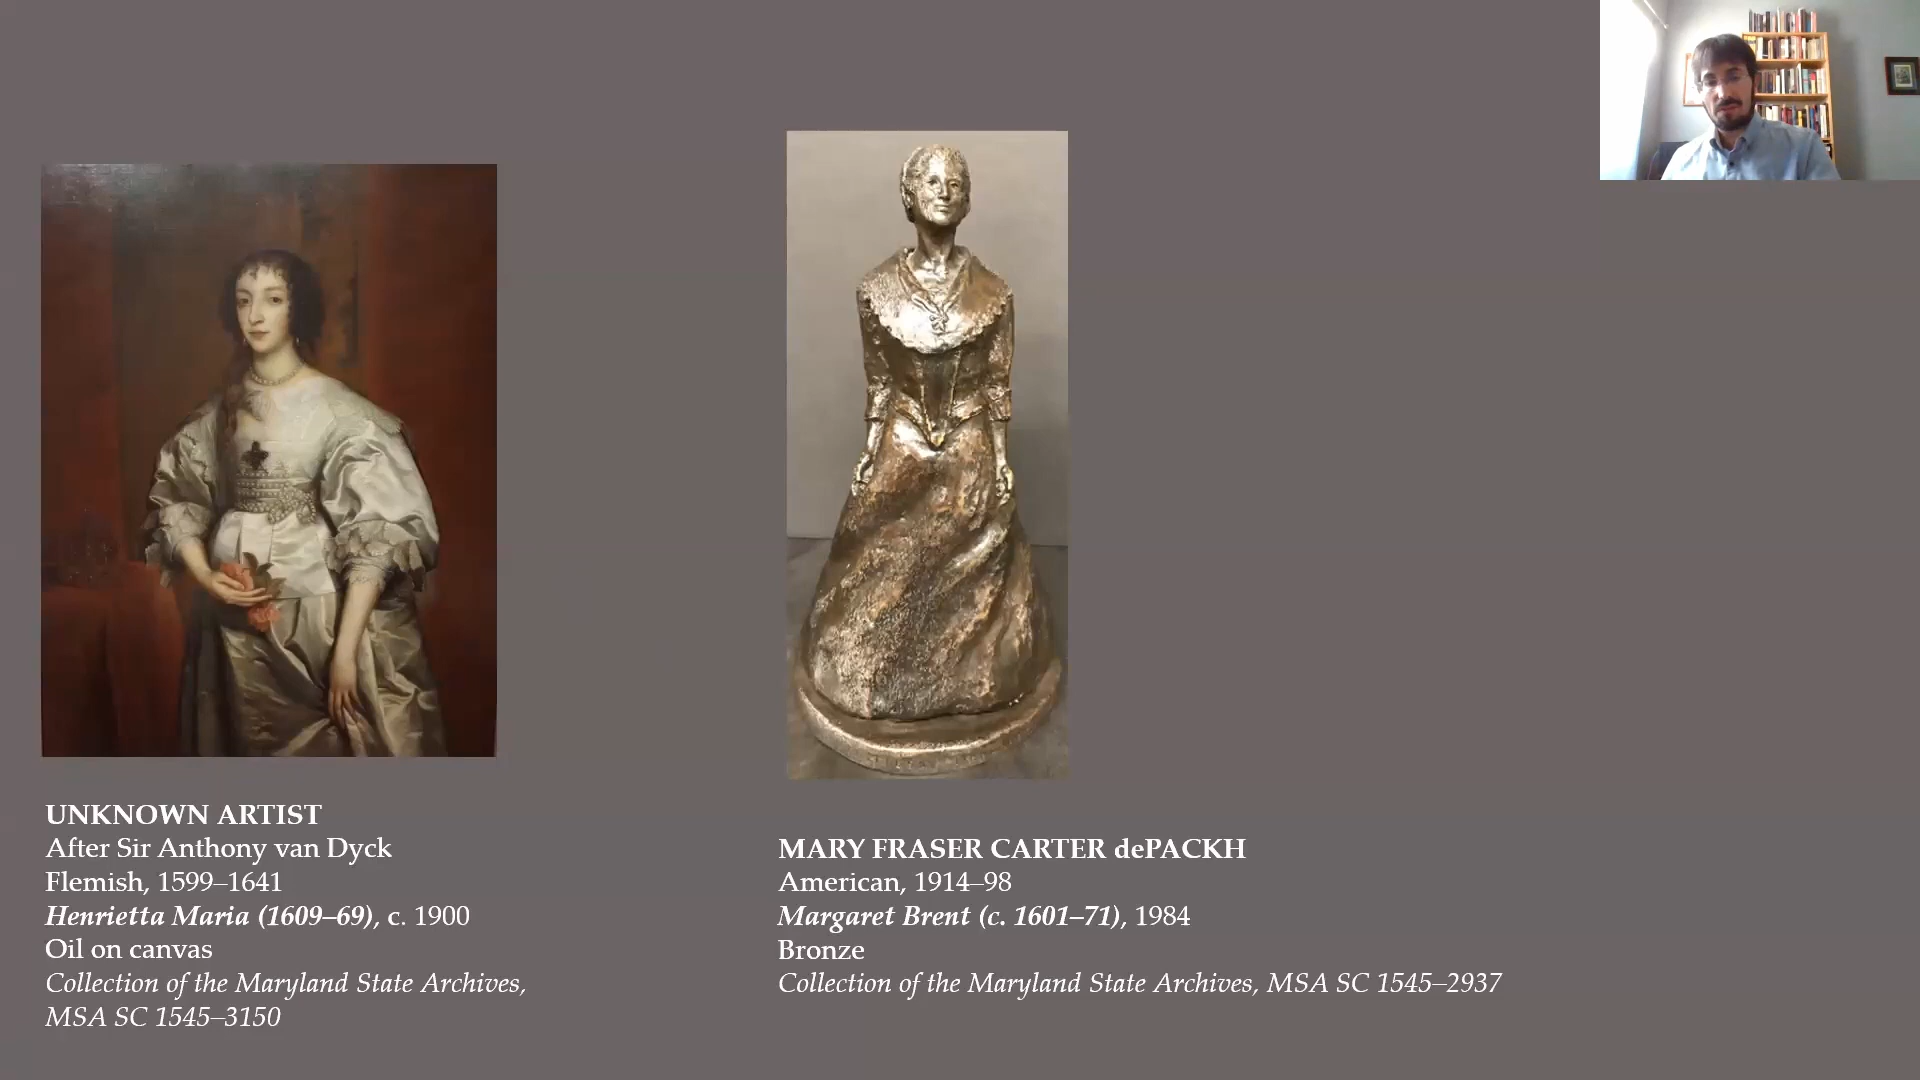 UNKNOWN ARTIST
After Sir Anthony van Dyck
Flemish, 1599–1641
Henrietta Maria (1609–69), c. 1900
Oil on canvas
Collection of the Maryland State Archives,
MSA SC 1545–3150
MARY FRASER CARTER dePACKH
American, 1914–98
Margaret Brent (c. 1601–71), 1984
Bronze
Collection of the Maryland State Archives, MSA SC 1545–2937